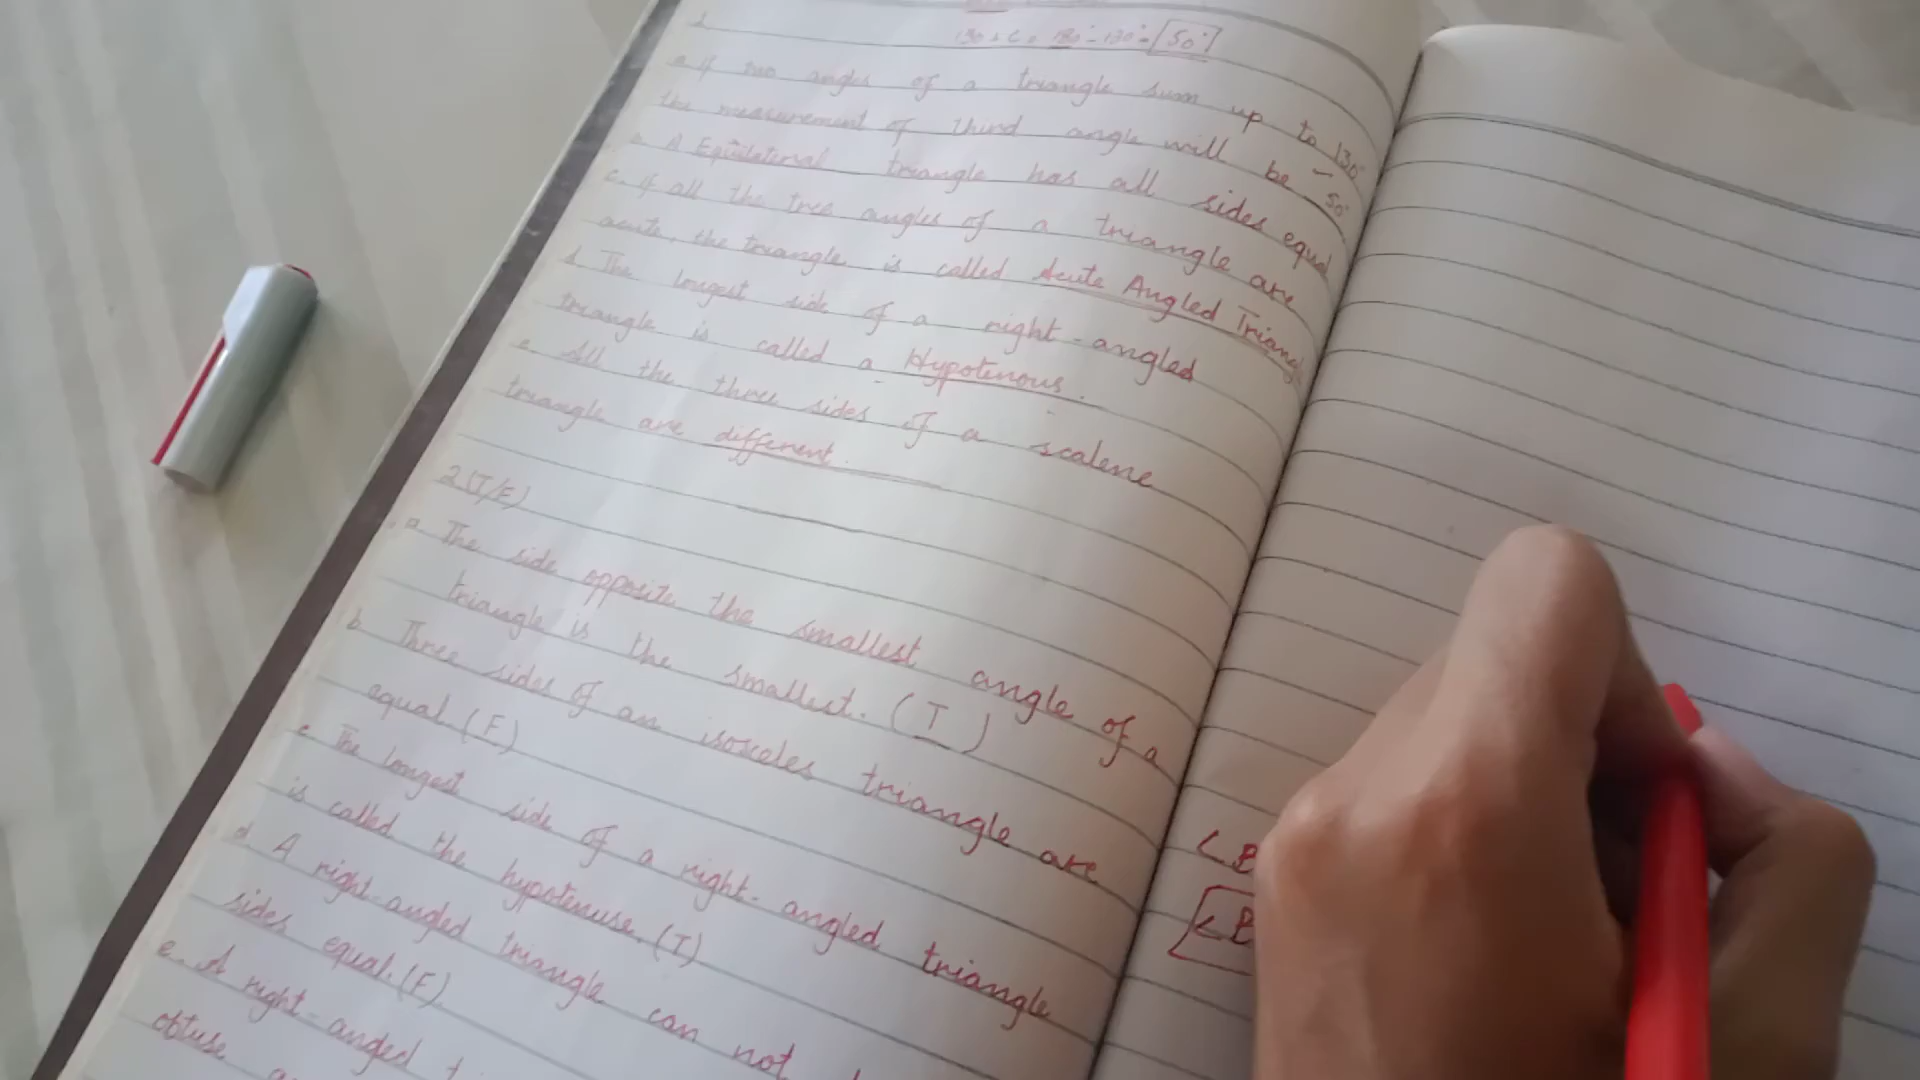 1.
130 + C = 180° - 130° = 50°
a. if two angles of a triangle sum up to 130°
the measurement of third angle will be - 50°
b. A Equilateral triangle has all sides equal
c. if all the tree angles of a triangle are
acute, the triangle is called Acute Angled Triangl
d. The longest side of a right-angled
triangle is called a Hypotenous.
e. All the three sides of a scalene
triangle are different.
2.(T/F)
a. The side opposite the smallest angle of a
triangle is the smallest. (T)
b. Three sides of an isosceles triangle are
equal.(F)
c. The longest side of a right-angled triangle
is called the hypotenuse.(T)
d. A right-angled triangle can not
sides equal.(F)
e. A right-angled
obtuse
<B
<B